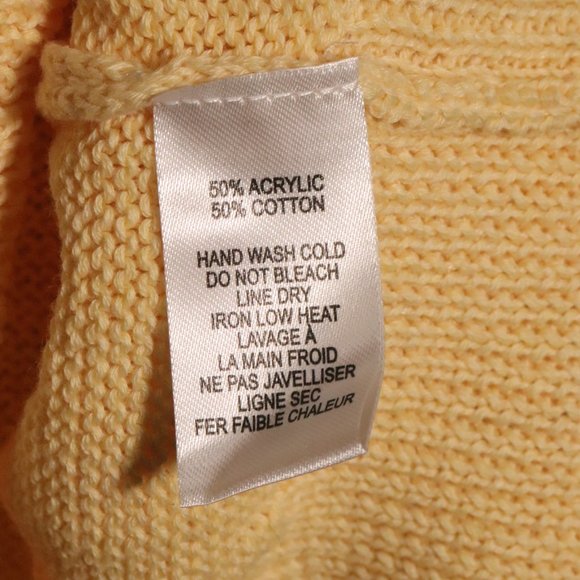 50% ACRYLIC
50% COTTON
HAND WASH COLD
DO NOT BLEACH
LINE DRY
IRON LOW HEAT
LAVAGE À
LA MAIN FROID
NE PAS JAVELLISER
LIGNE SEC
FER FAIBLE CHALEUR